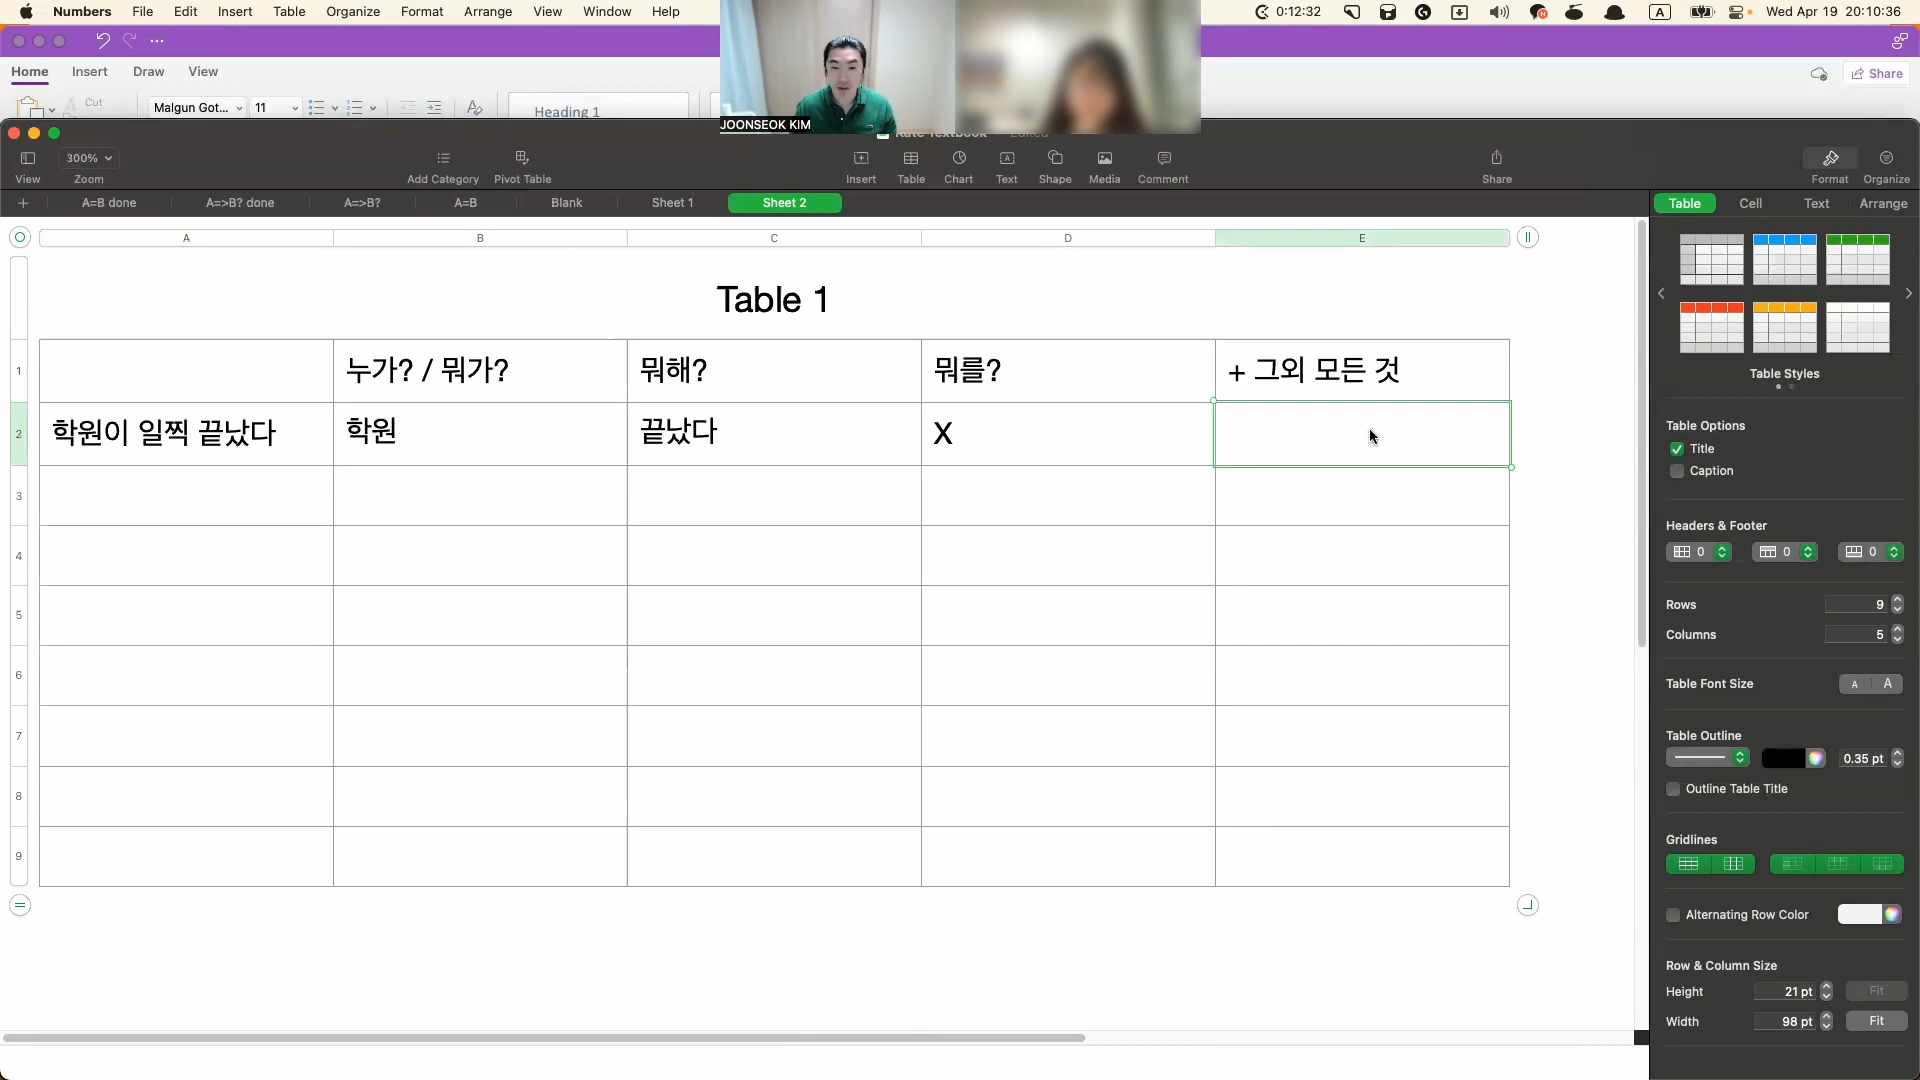 Numbers File Edit Insert Table Organize Format Arrange View Window Help 0:12:32 A Wed Apr 19 20:10:36
Home Insert Draw View
Share
Cut
Malgun Got... 11
Heading 1
JOONSEOK KIM
300%
View Zoom Add Category Pivot Table Insert Table Chart Text Shape Media Comment Share Format Organize
A=B done A=>B? done A=>B? A=B Blank Sheet 1 Sheet 2
Table Cell Text Arrange
A B C D E
Table 1
1 누가? / 뭐가? 뭐해? 뭐를? + 그외 모든 것
2 학원이 일찍 끝났다 학원 끝났다 X
3
4
5
6
7
8
9
Table Styles
Table Options
Title
Caption
Headers & Footer
0 0 0
Rows 9
Columns 5
Table Font Size A A
Table Outline
0.35 pt
Outline Table Title
Gridlines
Alternating Row Color
Row & Column Size
Height 21 pt Fit
Width 98 pt Fit